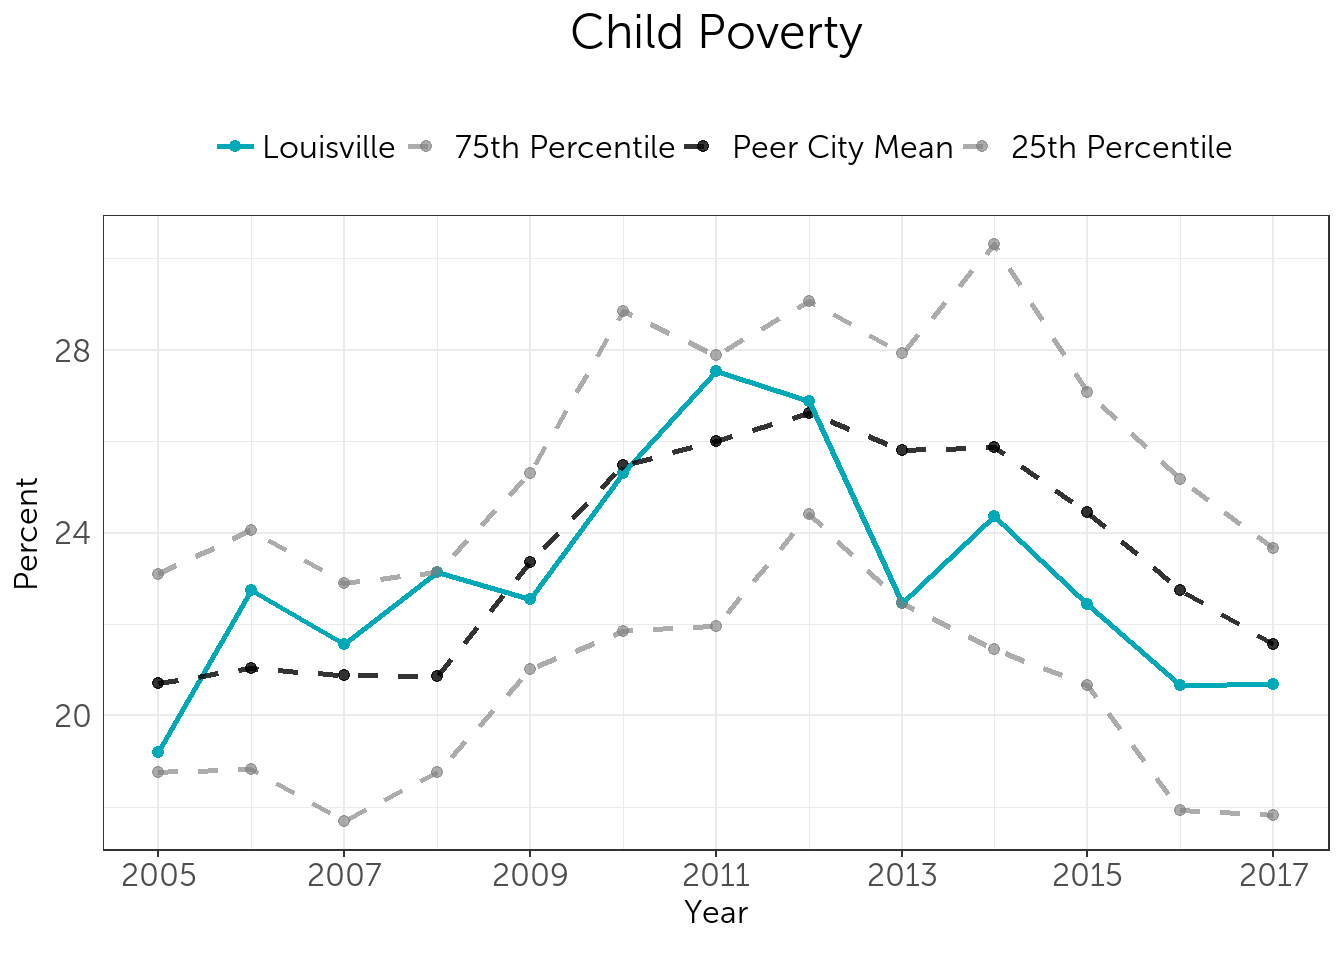 Child Poverty
Louisville 75th Percentile Peer City Mean 25th Percentile
Percent
28
24
20
2005 2007 2009 2011 2013 2015 2017
Year